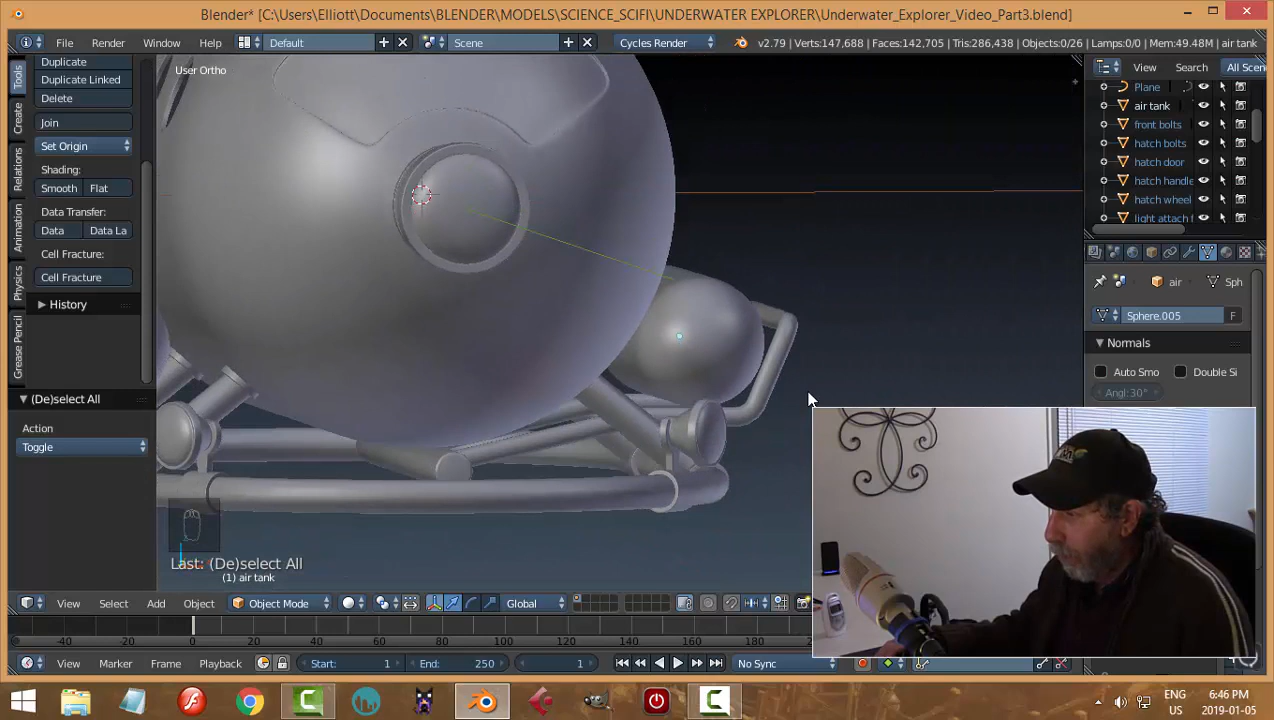 Blender* [C:\Users\Elliott\Documents\BLENDER\MODELS\SCIENCE_SCIFI\UNDERWATER EXPLORER\Underwater_Explorer_Video_Part3.blend]
File Render Window Help Default Scene Cycles Render v2.79 | Verts:147,688 | Faces:142,705 | Tris:286,438 | Objects:0/26 | Lamps:0/0 | Mem:49.48M | air tank
Tools
Create
Relations
Animation
Physics
Grease Pencil
Duplicate
Duplicate Linked
Delete
Join
Set Origin
Shading:
Smooth Flat
Data Transfer:
Data Data La
Cell Fracture:
Cell Fracture
History
(De)select All
Action
Toggle
User Ortho
Last: (De)select All
(1) air tank
View Search All Scen
Plane
air tank
front bolts
hatch bolts
hatch door
hatch handle
hatch wheel
light attach f
air Sph
Sphere.005 F
Normals
Auto Smo Double Si
Angl:30°
View Select Add Object Object Mode Global
-40 -20 0 20 40 60 80 100 120 140 160 180
View Marker Frame Playback Start: 1 End: 250 1 No Sync
ENG
US
6:46 PM
2019-01-05